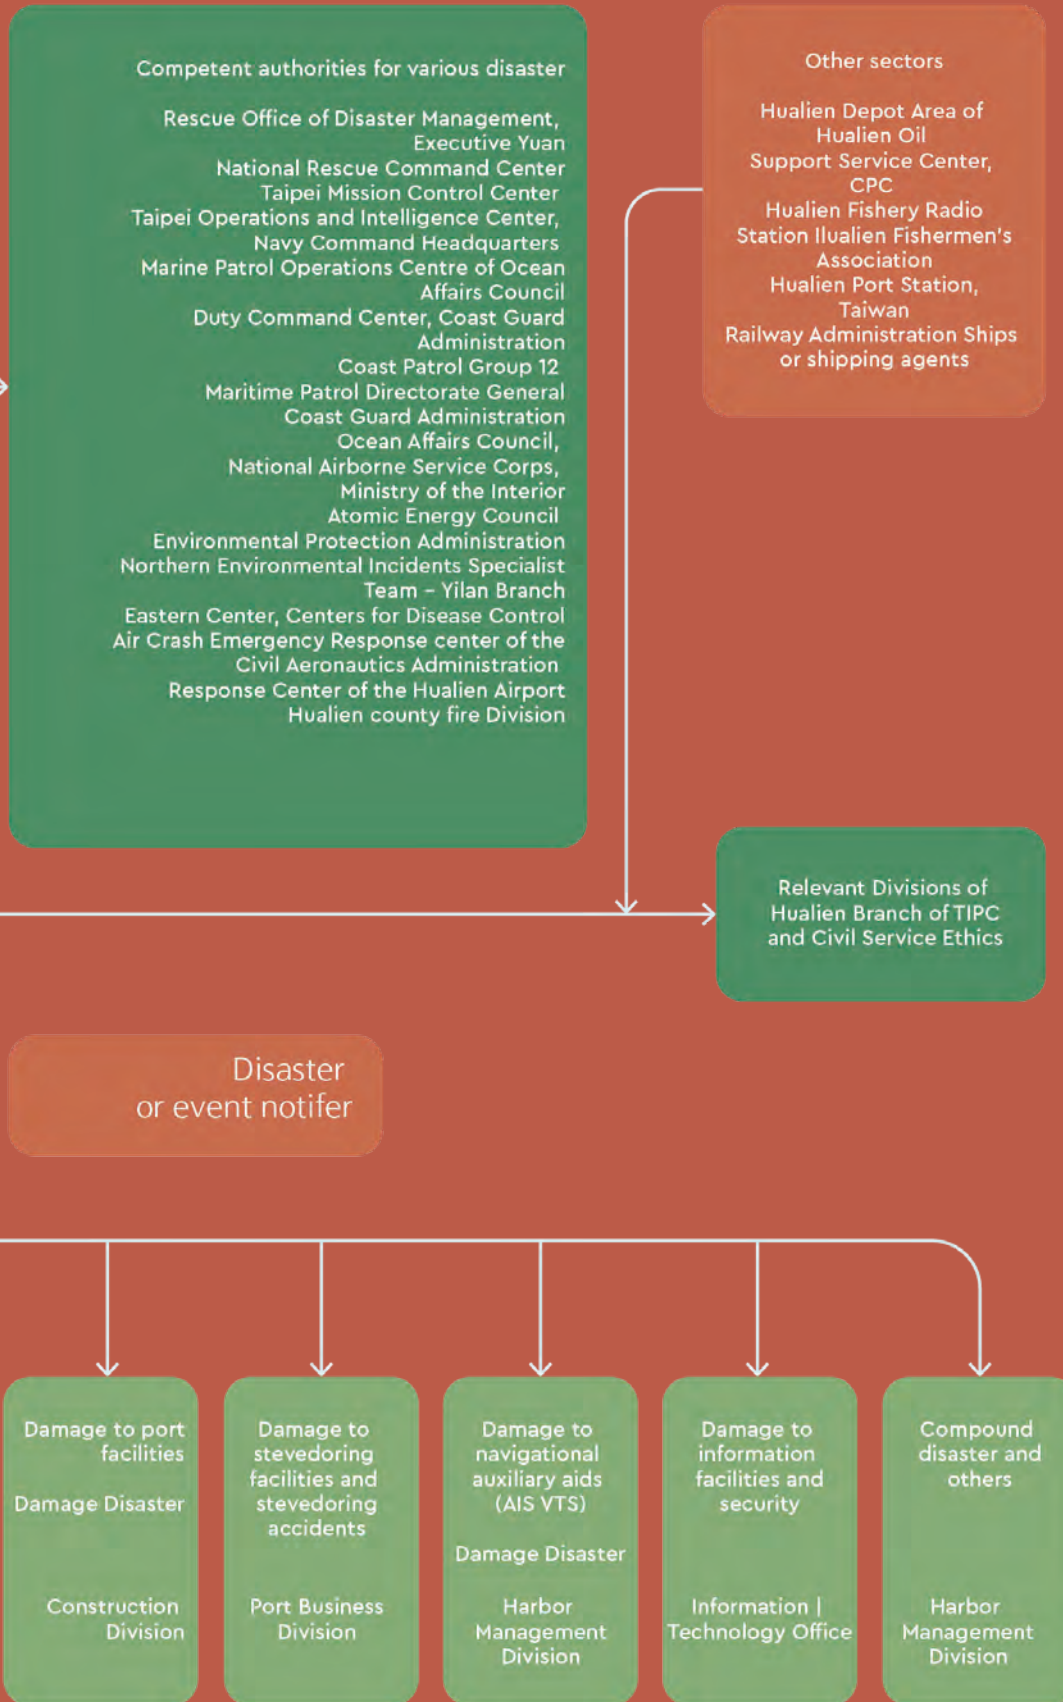 Competent authorities for various disaster
Rescue Office of Disaster Management,
Executive Yuan
National Rescue Command Center
Taipei Mission Control Center
Taipei Operations and Intelligence Center,
Navy Command Headquarters
Marine Patrol Operations Centre of Ocean
Affairs Council
Duty Command Center, Coast Guard
Administration
Coast Patrol Group 12
Maritime Patrol Directorate General
Coast Guard Administration
Ocean Affairs Council,
National Airborne Service Corps,
Ministry of the Interior
Atomic Energy Council
Environmental Protection Administration
Northern Environmental Incidents Specialist
Team – Yilan Branch
Eastern Center, Centers for Disease Control
Air Crash Emergency Response center of the
Civil Aeronautics Administration
Response Center of the Hualien Airport
Hualien county fire Division
Other sectors
Hualien Depot Area of
Hualien Oil
Support Service Center,
CPC
Hualien Fishery Radio
Station Ilualien Fishermen's
Association
Hualien Port Station,
Taiwan
Railway Administration Ships
or shipping agents
Relevant Divisions of
Hualien Branch of TIPC
and Civil Service Ethics
Disaster
or event notifer
Damage to port
facilities
Damage Disaster
Construction
Division
Damage to
stevedoring
facilities and
stevedoring
accidents
Port Business
Division
Damage to
navigational
auxiliary aids
(AIS VTS)
Damage Disaster
Harbor
Management
Division
Damage to
information
facilities and
security
Information |
Technology Office
Compound
disaster and
others
Harbor
Management
Division